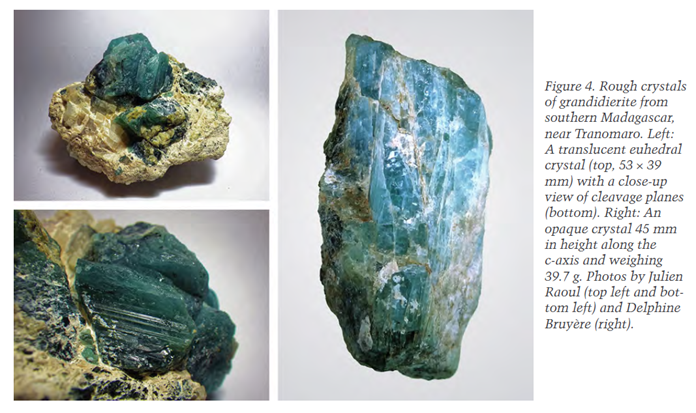 Figure 4. Rough crystals
of grandidierite from
southern Madagascar,
near Tranomaro. Left:
A translucent euhedral
crystal (top, 53 × 39
mm) with a close-up
view of cleavage planes
(bottom). Right: An
opaque crystal 45 mm
in height along the
c-axis and weighing
39.7 g. Photos by Julien
Raoul (top left and bot-
tom left) and Delphine
Bruyère (right).